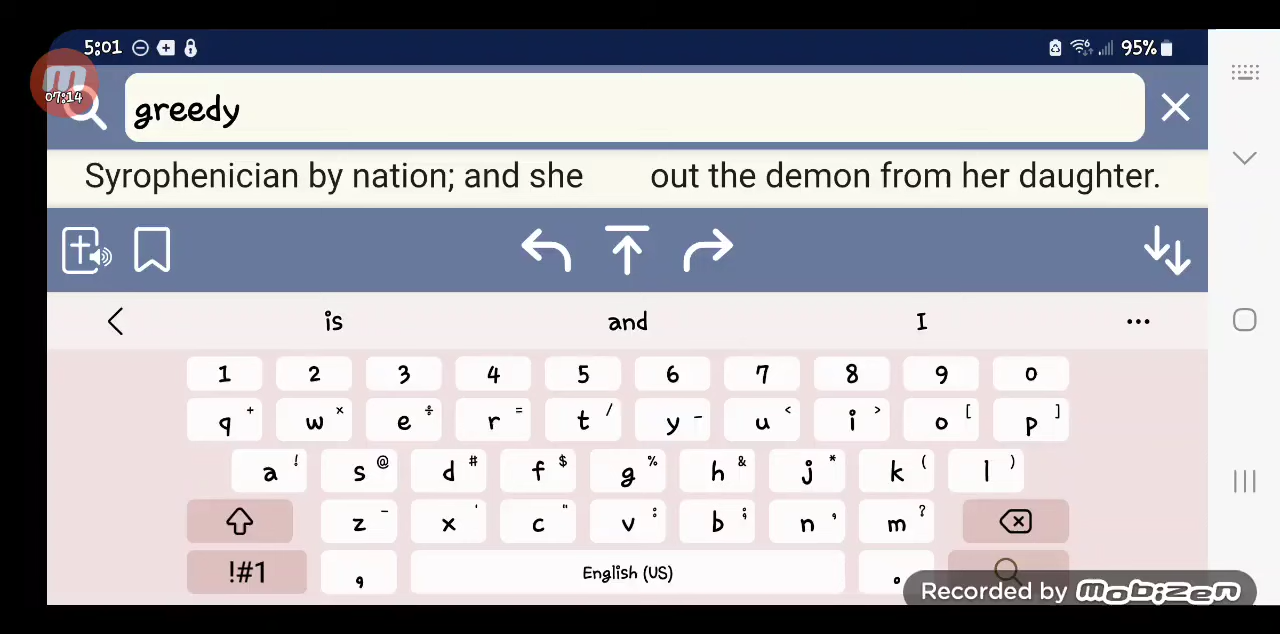 5:01 95%
07:14
greedy
Syrophenician by nation; and she out the demon from her daughter.
is and I ...
1 2 3 4 5 6 7 8 9 0
q + w × e ÷ r = t / y - u < i > o [ p ]
a ! s @ d # f $ g % h & j * k ( l )
z - x ' c " v : b ; n , m ?
!#1 , English (US) .
Recorded by mobizen